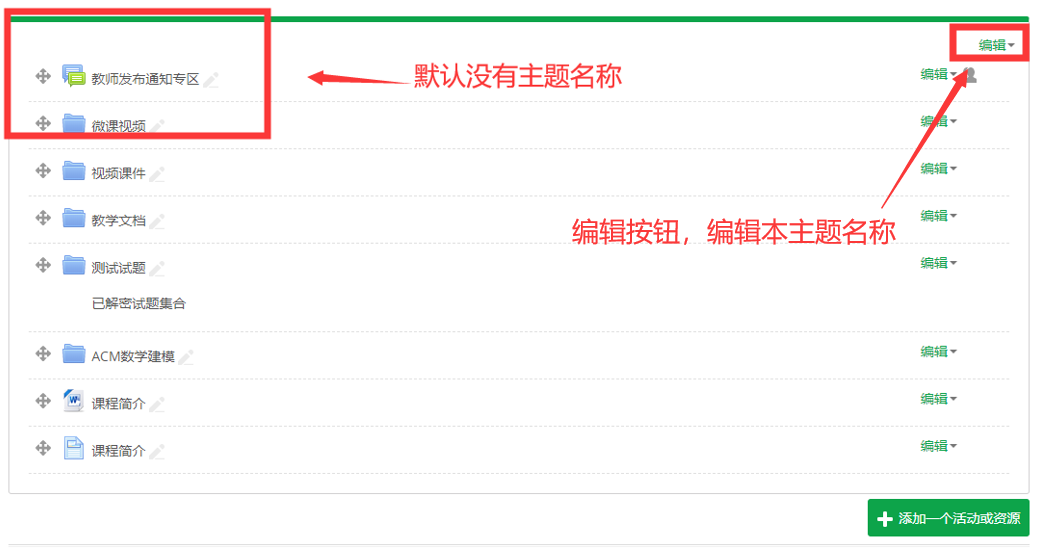 编辑
教师发布通知专区
默认没有主题名称
编辑
微课视频
编辑
视频课件
编辑
教学文档
编辑
编辑按钮，编辑本主题名称
测试试题
编辑
已解密试题集合
ACM数学建模
编辑
课程简介
编辑
课程简介
编辑
添加一个活动或资源